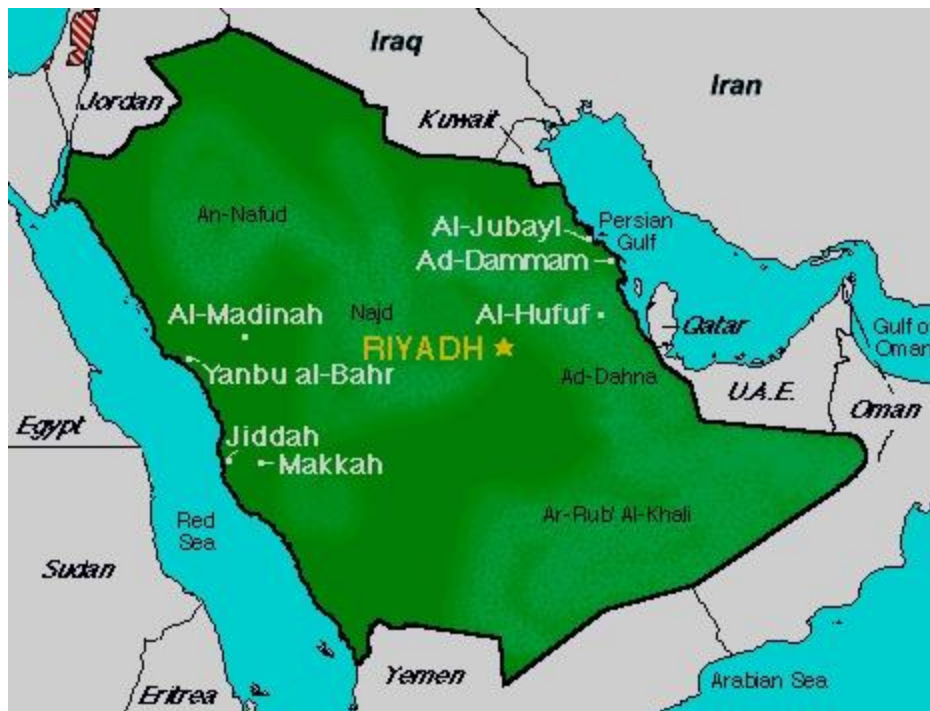 Iraq
Iran
Jordan
Kuwait
An-Nafud
Al-Jubayl
Persian
Gulf
Ad-Dammam
Al-Madinah
Najd
Al-Hufuf
Qatar
Gulf o
Oman
RIYADH
Yanbu al-Bahr
Ad-Dahna
U.A.E.
Oman
Egypt
Jiddah
Makkah
Red
Sea
Ar-Rub' Al-Khali
Sudan
Yemen
Arabian Sea
Eritrea